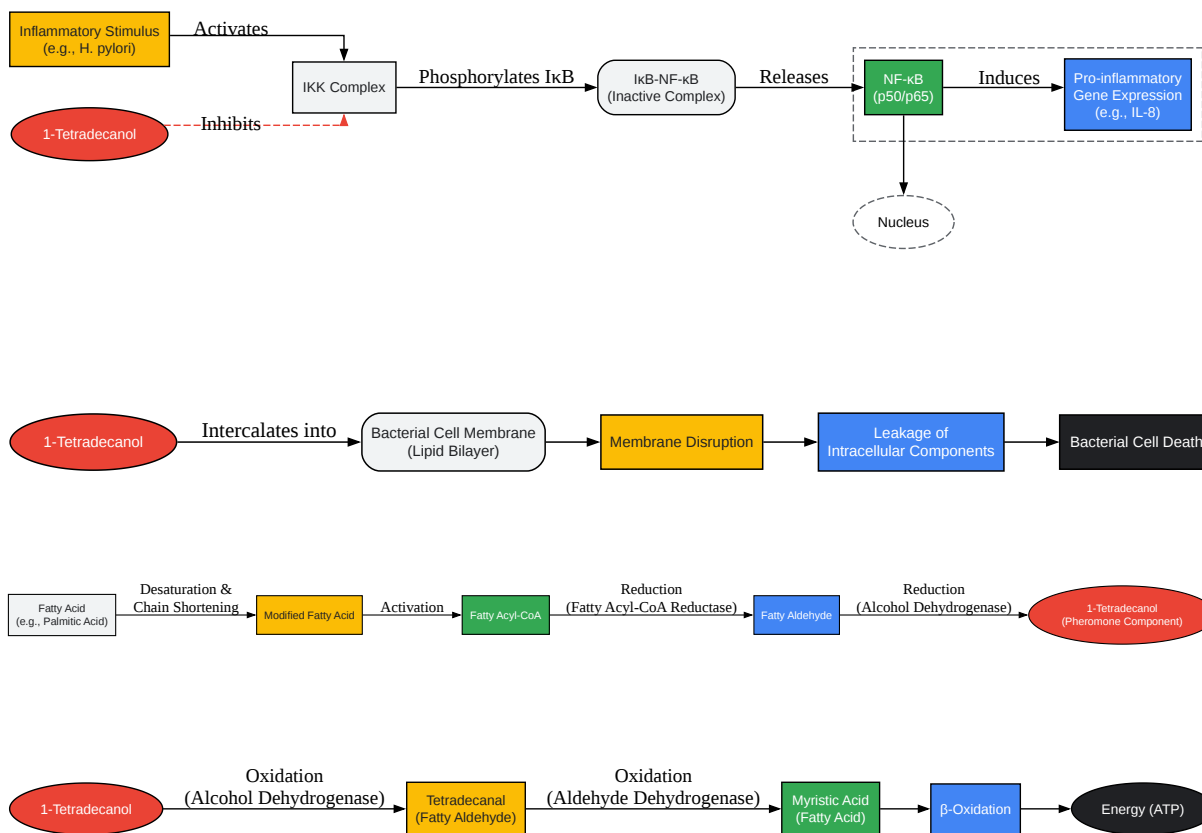 Inflammatory Stimulus
(e.g., H. pylori)
Activates
IKK Complex
Phosphorylates IκB
IκB-NF-κB
(Inactive Complex)
Releases
NF-κB
(p50/p65)
Induces
Pro-inflammatory
Gene Expression
(e.g., IL-8)
1-Tetradecanol
Inhibits
Nucleus
1-Tetradecanol
Intercalates into
Bacterial Cell Membrane
(Lipid Bilayer)
Membrane Disruption
Leakage of
Intracellular Components
Bacterial Cell Death
Fatty Acid
(e.g., Palmitic Acid)
Desaturation &
Chain Shortening
Modified Fatty Acid
Activation
Fatty Acyl-CoA
Reduction
(Fatty Acyl-CoA Reductase)
Fatty Aldehyde
Reduction
(Alcohol Dehydrogenase)
1-Tetradecanol
(Pheromone Component)
1-Tetradecanol
Oxidation
(Alcohol Dehydrogenase)
Tetradecanal
(Fatty Aldehyde)
Oxidation
(Aldehyde Dehydrogenase)
Myristic Acid
(Fatty Acid)
β-Oxidation
Energy (ATP)